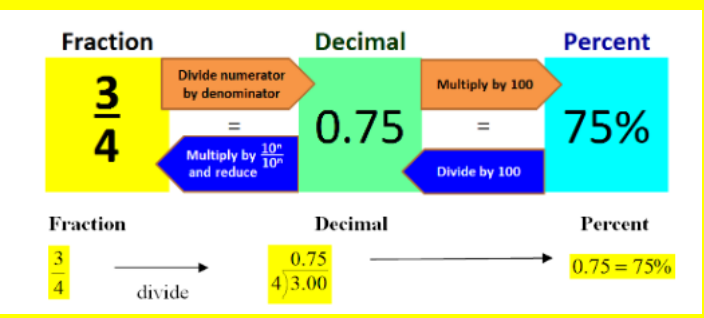 Fraction Decimal Percent
3/4
Divide numerator
by denominator
=
Multiply by 10ⁿ/10ⁿ
and reduce
0.75
Multiply by 100
=
Divide by 100
75%
Fraction Decimal Percent
3/4
divide
0.75
4)3.00
0.75 = 75%